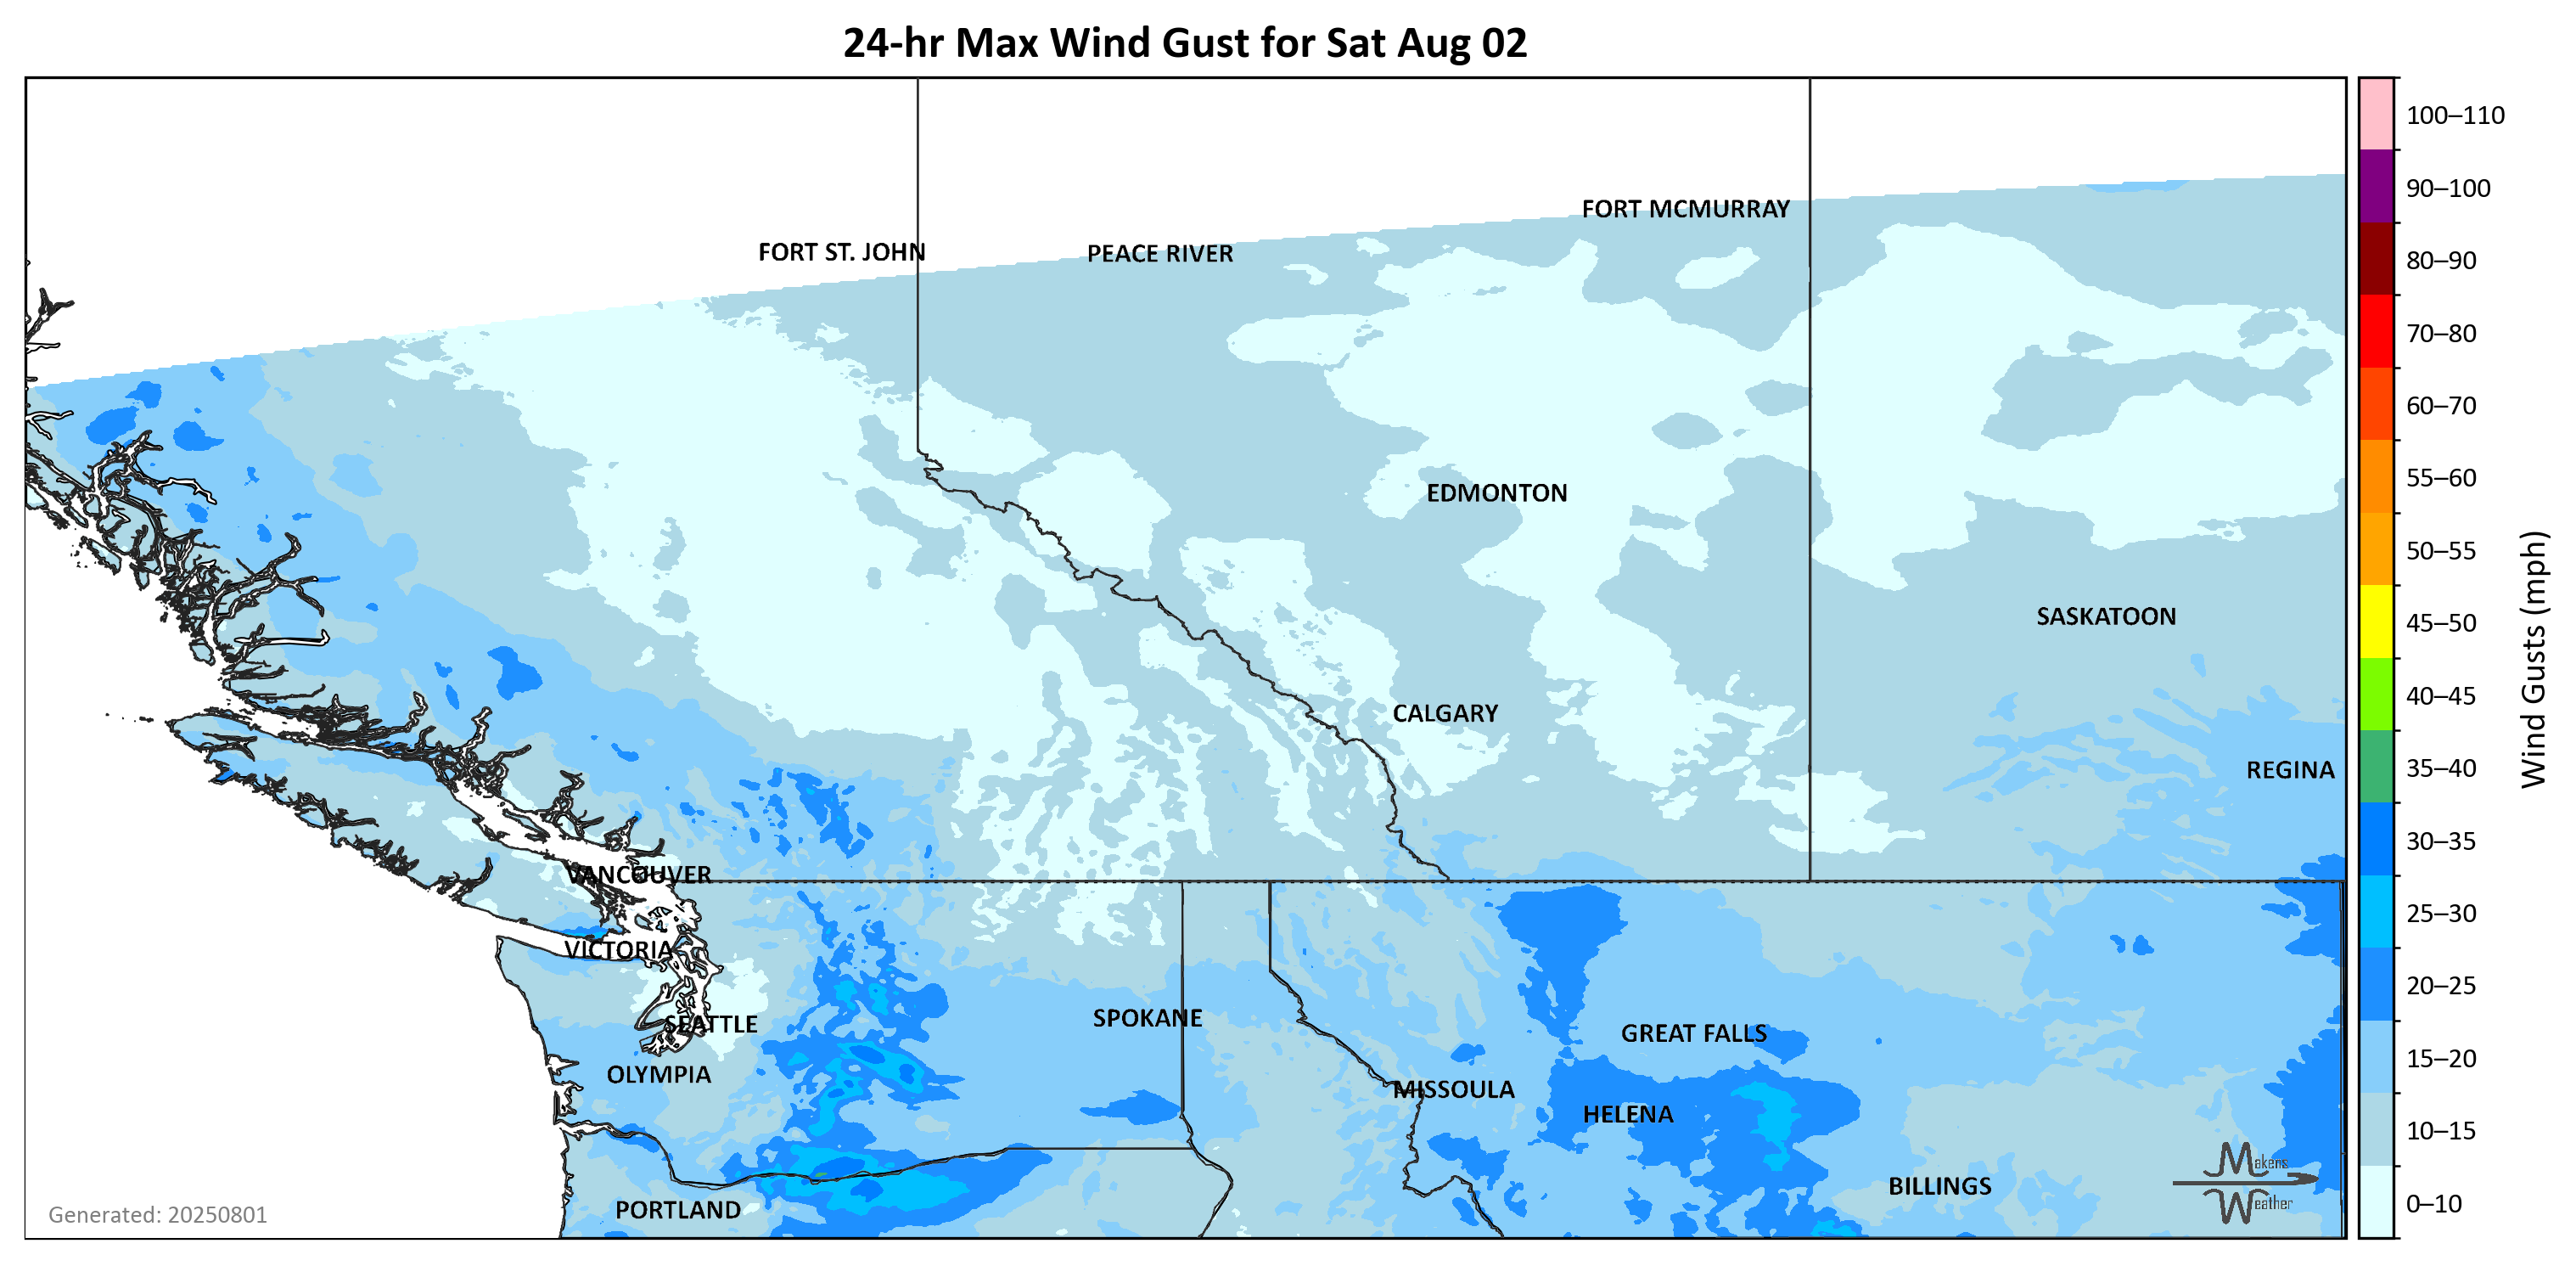 24-hr Max Wind Gust for Sat Aug 02
100–110
90–100
80–90
70–80
60–70
55–60
50–55
45–50
40–45
35–40
30–35
25–30
20–25
15–20
10–15
0–10
Wind Gusts (mph)
FORT MCMURRAY
FORT ST. JOHN
PEACE RIVER
EDMONTON
SASKATOON
CALGARY
REGINA
VANCOUVER
VICTORIA
SPOKANE
SEATTLE
GREAT FALLS
OLYMPIA
MISSOULA
HELENA
BILLINGS
PORTLAND
Makens
Weather
Generated: 20250801